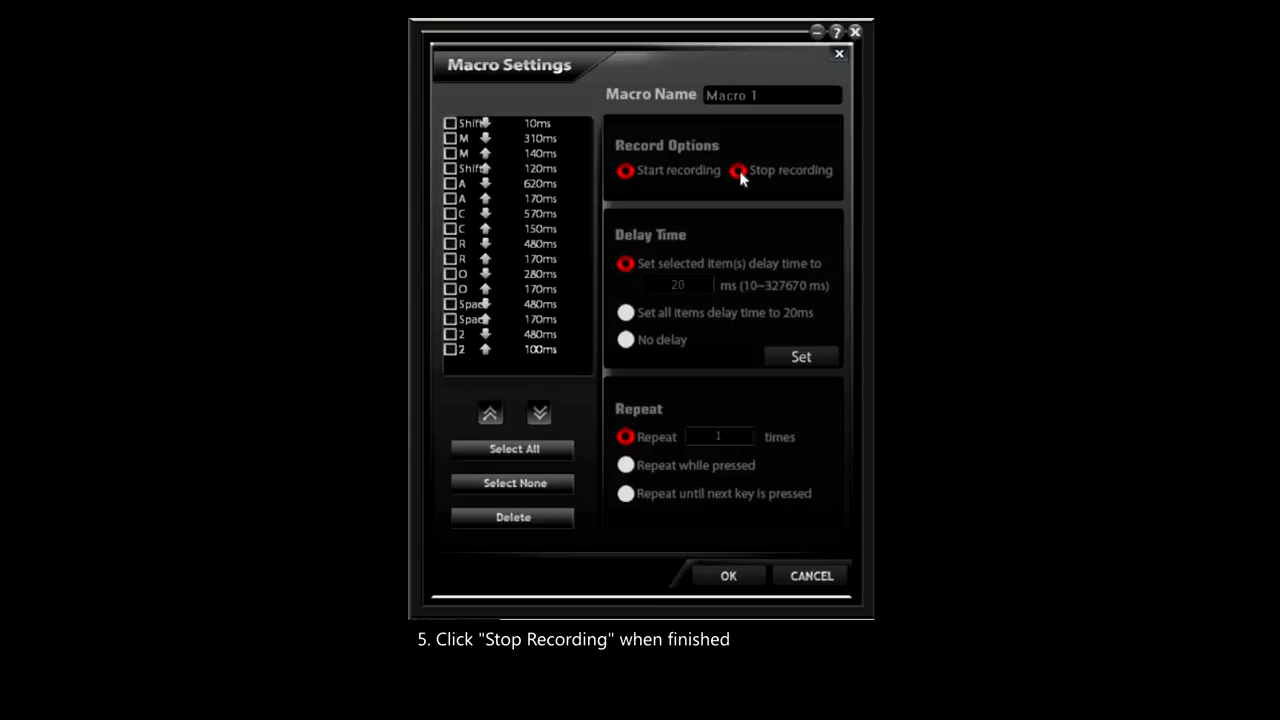 Macro Settings
Macro Name Macro 1
Shift 10ms
M 310ms
M 140ms
Shift 120ms
A 620ms
A 170ms
C 570ms
C 150ms
R 480ms
R 170ms
O 280ms
O 170ms
Spac 480ms
Spac 170ms
2 480ms
2 100ms
Select All
Select None
Delete
Record Options
Start recording Stop recording
Delay Time
Set selected item(s) delay time to
20 ms (10~327670 ms)
Set all items delay time to 20ms
No delay
Set
Repeat
Repeat 1 times
Repeat while pressed
Repeat until next key is pressed
OK CANCEL
5. Click "Stop Recording" when finished